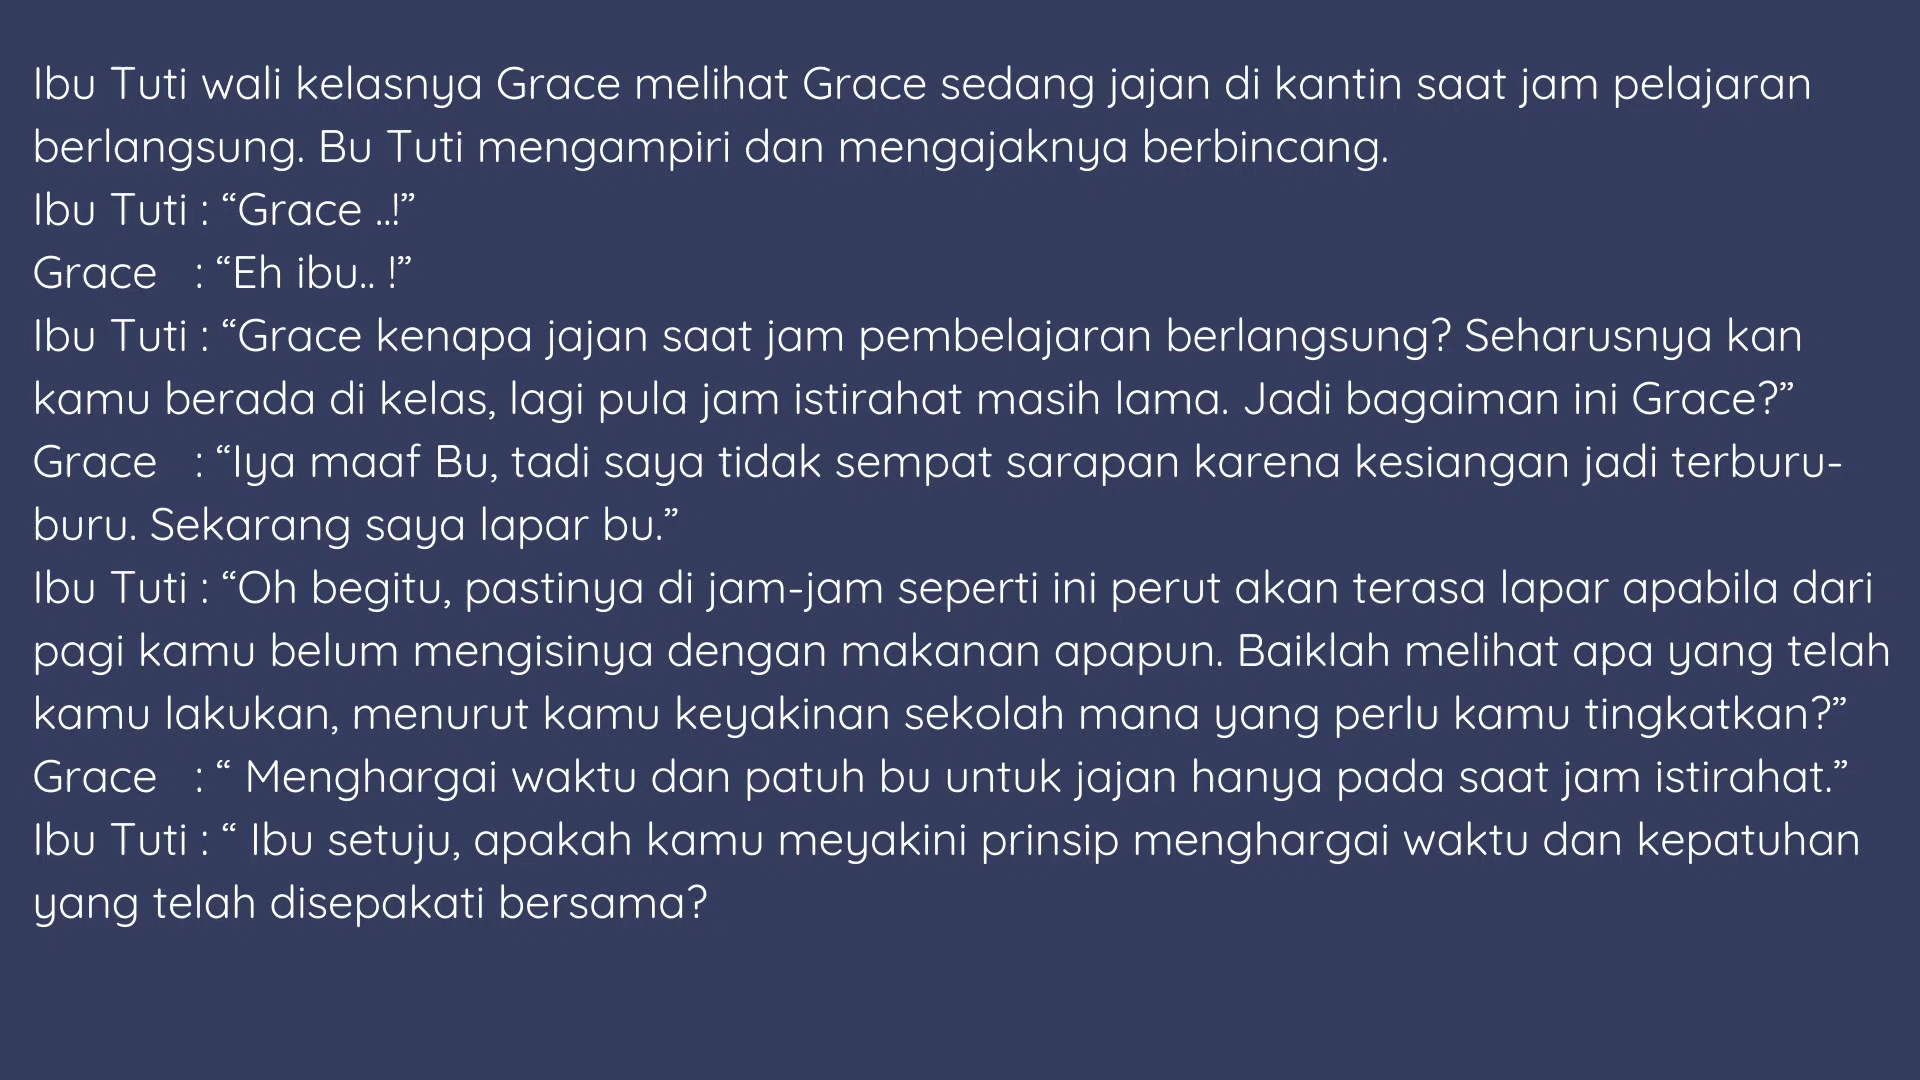 Ibu Tuti wali kelasnya Grace melihat Grace sedang jajan di kantin saat jam pelajaran
berlangsung. Bu Tuti mengampiri dan mengajaknya berbincang.
Ibu Tuti : “Grace ..!”
Grace : “Eh ibu.. !”
Ibu Tuti : “Grace kenapa jajan saat jam pembelajaran berlangsung? Seharusnya kan
kamu berada di kelas, lagi pula jam istirahat masih lama. Jadi bagaiman ini Grace?”
Grace : “Iya maaf Bu, tadi saya tidak sempat sarapan karena kesiangan jadi terburu-
buru. Sekarang saya lapar bu.”
Ibu Tuti : “Oh begitu, pastinya di jam-jam seperti ini perut akan terasa lapar apabila dari
pagi kamu belum mengisinya dengan makanan apapun. Baiklah melihat apa yang telah
kamu lakukan, menurut kamu keyakinan sekolah mana yang perlu kamu tingkatkan?”
Grace : “ Menghargai waktu dan patuh bu untuk jajan hanya pada saat jam istirahat.”
Ibu Tuti : “ Ibu setuju, apakah kamu meyakini prinsip menghargai waktu dan kepatuhan
yang telah disepakati bersama?